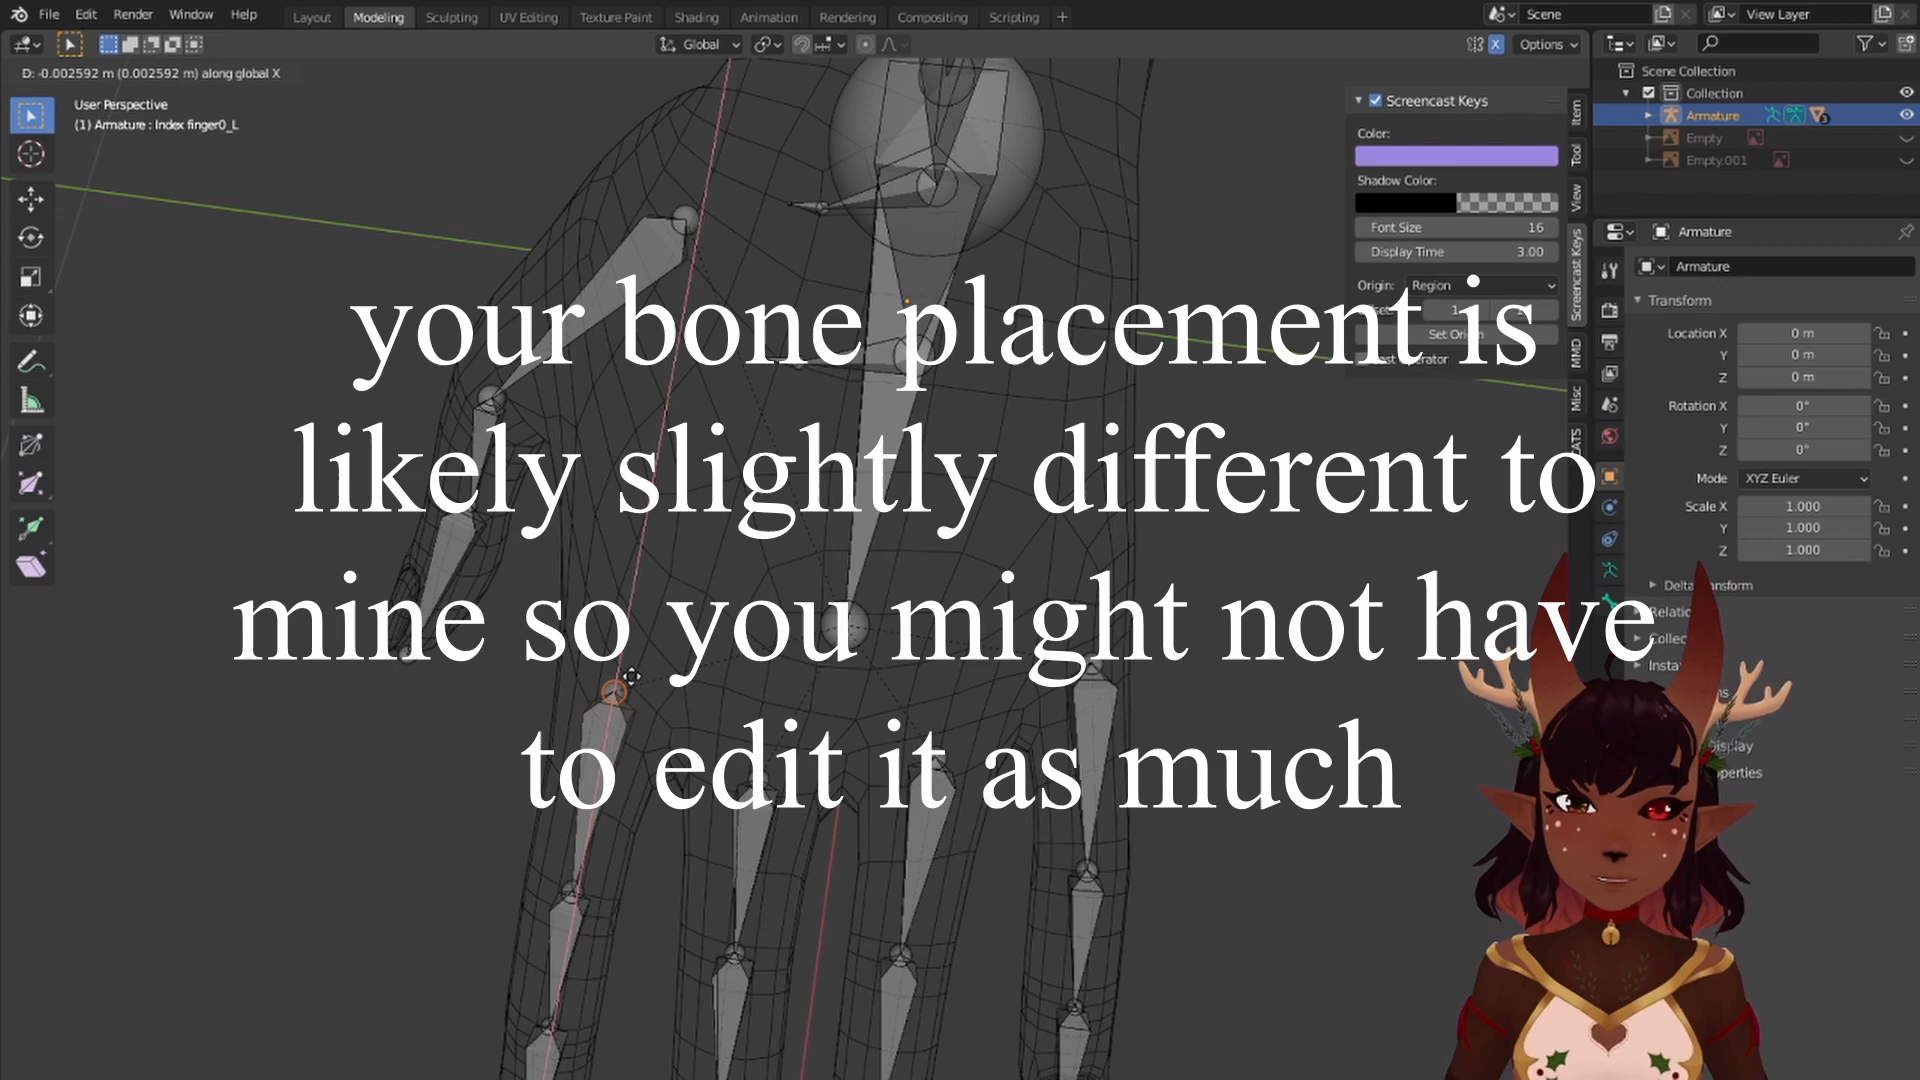 File Edit Render Window Help Layout Modeling Sculpting UV Editing Texture Paint Shading Animation Rendering Compositing Scripting + Scene View Layer
Global Options
D: -0.002592 m (0.002592 m) along global X
User Perspective
(1) Armature : Index finger0_L
Screencast Keys
Color:
Shadow Color:
Font Size 16
Display Time 3.00
Origin: Region
Set Origin
Item
Tool
View
Screencast Keys
MMD
Misc
Scene Collection
Collection
Armature
Empty
Empty.001
Armature
Armature
Transform
Location X 0 m
Y 0 m
Z 0 m
Rotation X 0°
Y 0°
Z 0°
Mode XYZ Euler
Scale X 1.000
Y 1.000
Z 1.000
your bone placement is
likely slightly different to
mine so you might not have
to edit it as much